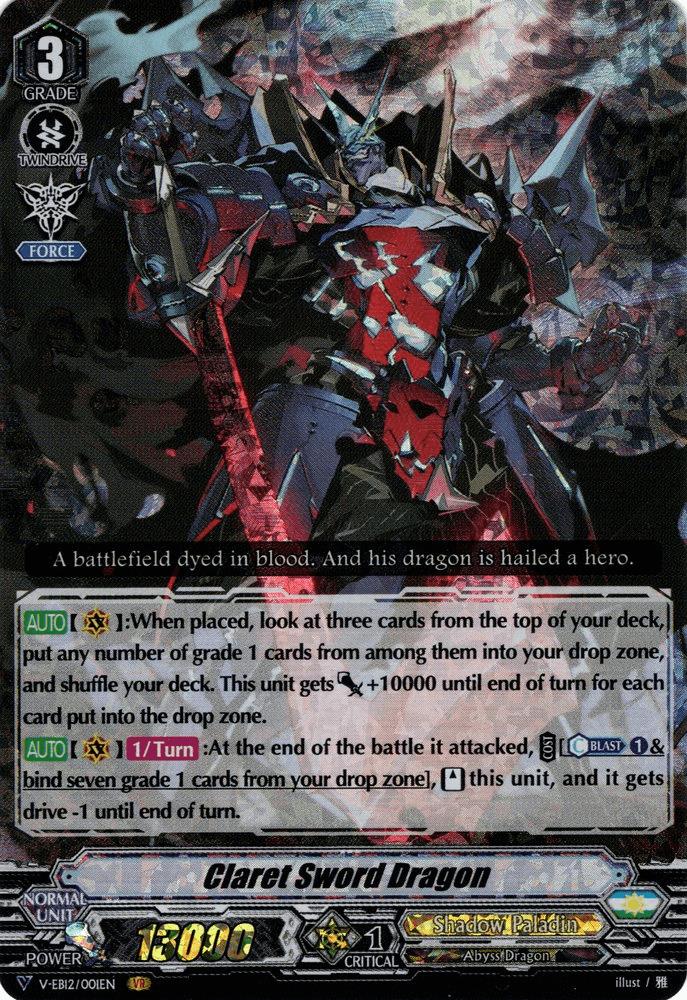 3
GRADE
TWINDRIVE
FORCE
A battlefield dyed in blood. And his dragon is hailed a hero.
AUTO【 】:When placed, look at three cards from the top of your deck,
put any number of grade 1 cards from among them into your drop zone,
and shuffle your deck. This unit gets +10000 until end of turn for each
card put into the drop zone.
AUTO【 】1/Turn :At the end of the battle it attacked, COST[C BLAST 1 &
bind seven grade 1 cards from your drop zone], this unit, and it gets
drive -1 until end of turn.
Claret Sword Dragon
NORMAL
UNIT
POWER
13000
1
CRITICAL
Shadow Paladin
Abyss Dragon
V-EB12/001EN VR
illust / 雅